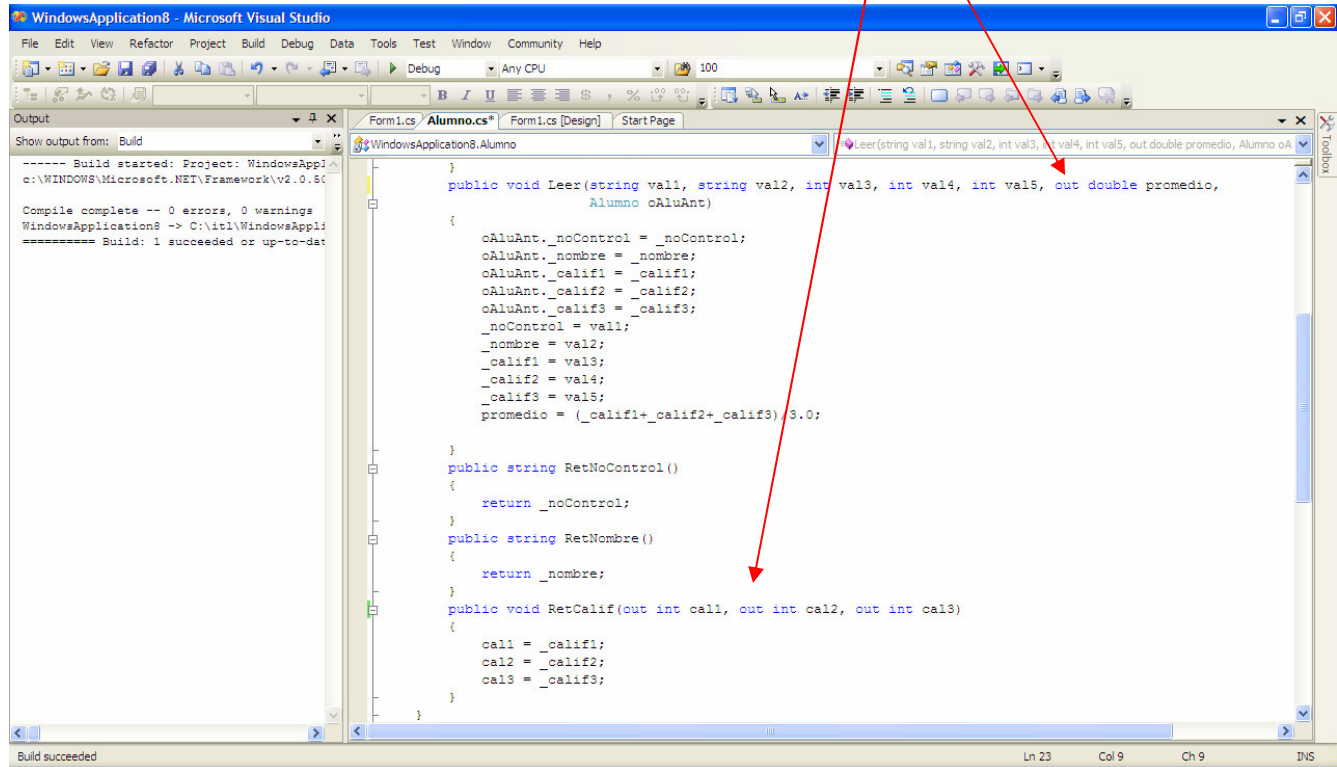 WindowsApplication8 - Microsoft Visual Studio
File Edit View Refactor Project Build Debug Data Tools Test Window Community Help
Debug Any CPU 100
B I U
Output
Form1.cs Alumno.cs* Form1.cs [Design] Start Page
Show output from: Build
WindowsApplication8.Alumno
Leer(string val1, string val2, int val3, int val4, int val5, out double promedio, Alumno oA
Toolbox
------ Build started: Project: WindowsAppl
c:\WINDOWS\Microsoft.NET\Framework\v2.0.50
Compile complete -- 0 errors, 0 warnings
WindowsApplication8 -> C:\itl\WindowsAppli
========== Build: 1 succeeded or up-to-dat
}
public void Leer(string val1, string val2, int val3, int val4, int val5, out double promedio,
Alumno oAluAnt)
{
oAluAnt._noControl = _noControl;
oAluAnt._nombre = _nombre;
oAluAnt._calif1 = _calif1;
oAluAnt._calif2 = _calif2;
oAluAnt._calif3 = _calif3;
_noControl = val1;
_nombre = val2;
_calif1 = val3;
_calif2 = val4;
_calif3 = val5;
promedio = (_calif1+_calif2+_calif3)/3.0;
}
public string RetNoControl()
{
return _noControl;
}
public string RetNombre()
{
return _nombre;
}
public void RetCalif(out int cal1, out int cal2, out int cal3)
{
cal1 = _calif1;
cal2 = _calif2;
cal3 = _calif3;
}
}
Build succeeded Ln 23 Col 9 Ch 9 INS